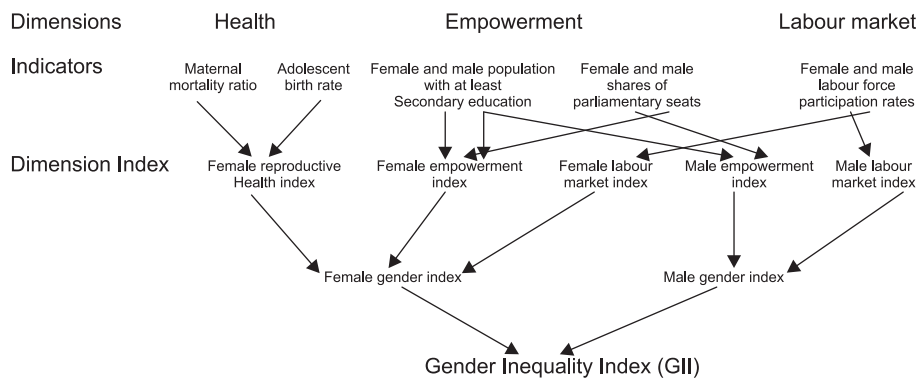 Dimensions Health Empowerment Labour market
Indicators
Maternal
mortality ratio
Adolescent
birth rate
Female and male population
with at least
Secondary education
Female and male
shares of
parliamentary seats
Female and male
labour force
participation rates
Dimension Index
Female reproductive
Health index
Female empowerment
index
Female labour
market index
Male empowerment
index
Male labour
market index
Female gender index
Male gender index
Gender Inequality Index (GII)